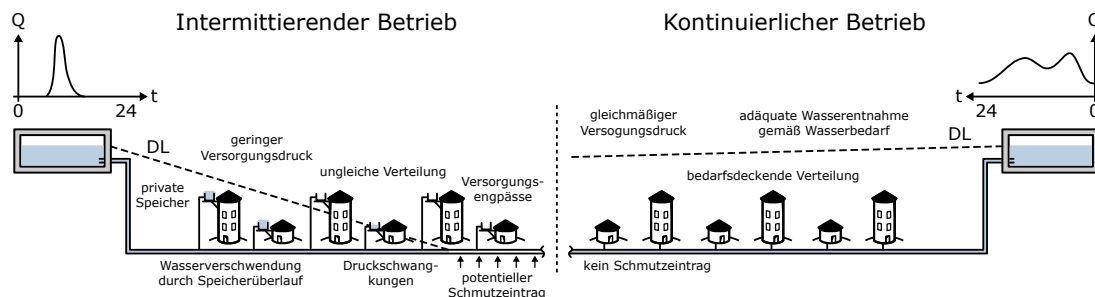 Intermittierender Betrieb
Q
0
24
t
DL
geringer
Versorgungsdruck
private
Speicher
ungleiche Verteilung
Versorgungs-
engpässe
Wasserverschwendung
durch Speicherüberlauf
Druckschwang-
kungen
potentieller
Schmutzeintrag
Kontinuierlicher Betrieb
Q
t
24
0
gleichmäßiger
Versogungsdruck
adäquate Wasserentnahme
gemäß Wasserbedarf
DL
bedarfsdeckende Verteilung
kein Schmutzeintrag